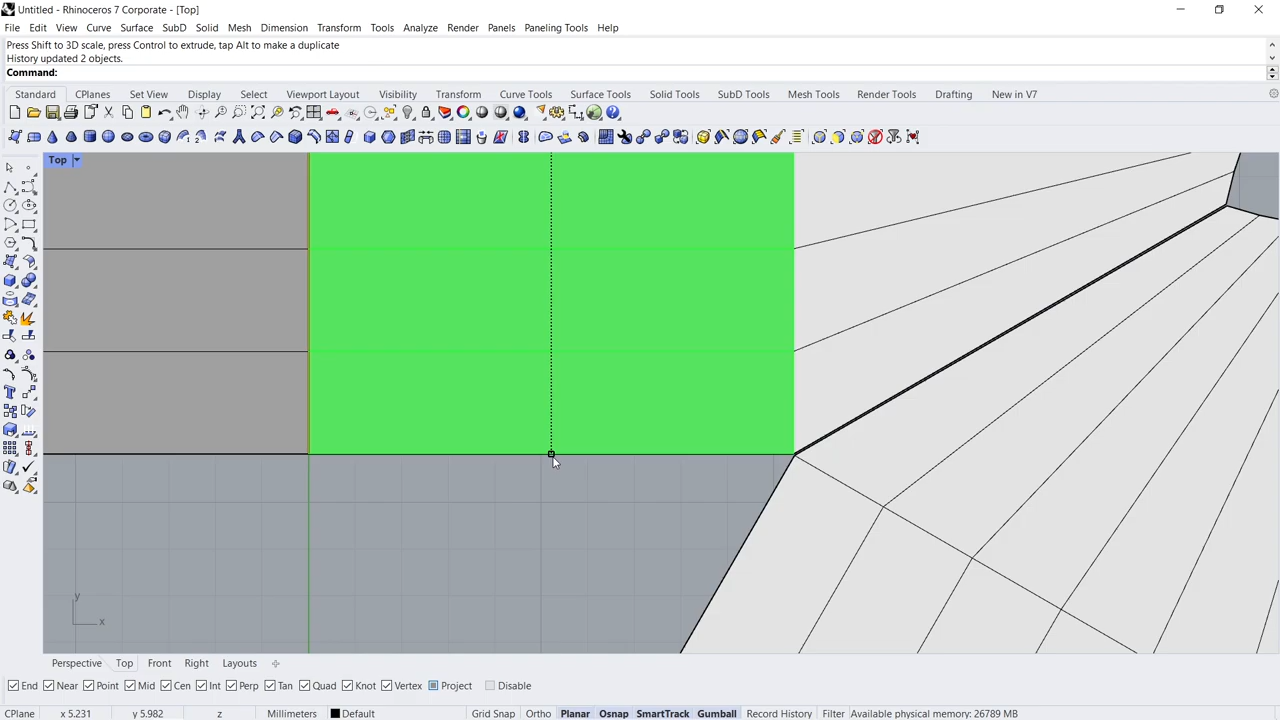 Untitled - Rhinoceros 7 Corporate - [Top]
File Edit View Curve Surface SubD Solid Mesh Dimension Transform Tools Analyze Render Panels Paneling Tools Help
Press Shift to 3D scale, press Control to extrude, tap Alt to make a duplicate
History updated 2 objects.
Command:
Standard CPlanes Set View Display Select Viewport Layout Visibility Transform Curve Tools Surface Tools Solid Tools SubD Tools Mesh Tools Render Tools Drafting New in V7
Top
y
x
Perspective Top Front Right Layouts
End Near Point Mid Cen Int Perp Tan Quad Knot Vertex Project Disable
CPlane x 5.231 y 5.982 z Millimeters Default Grid Snap Ortho Planar Osnap SmartTrack Gumball Record History Filter Available physical memory: 26789 MB